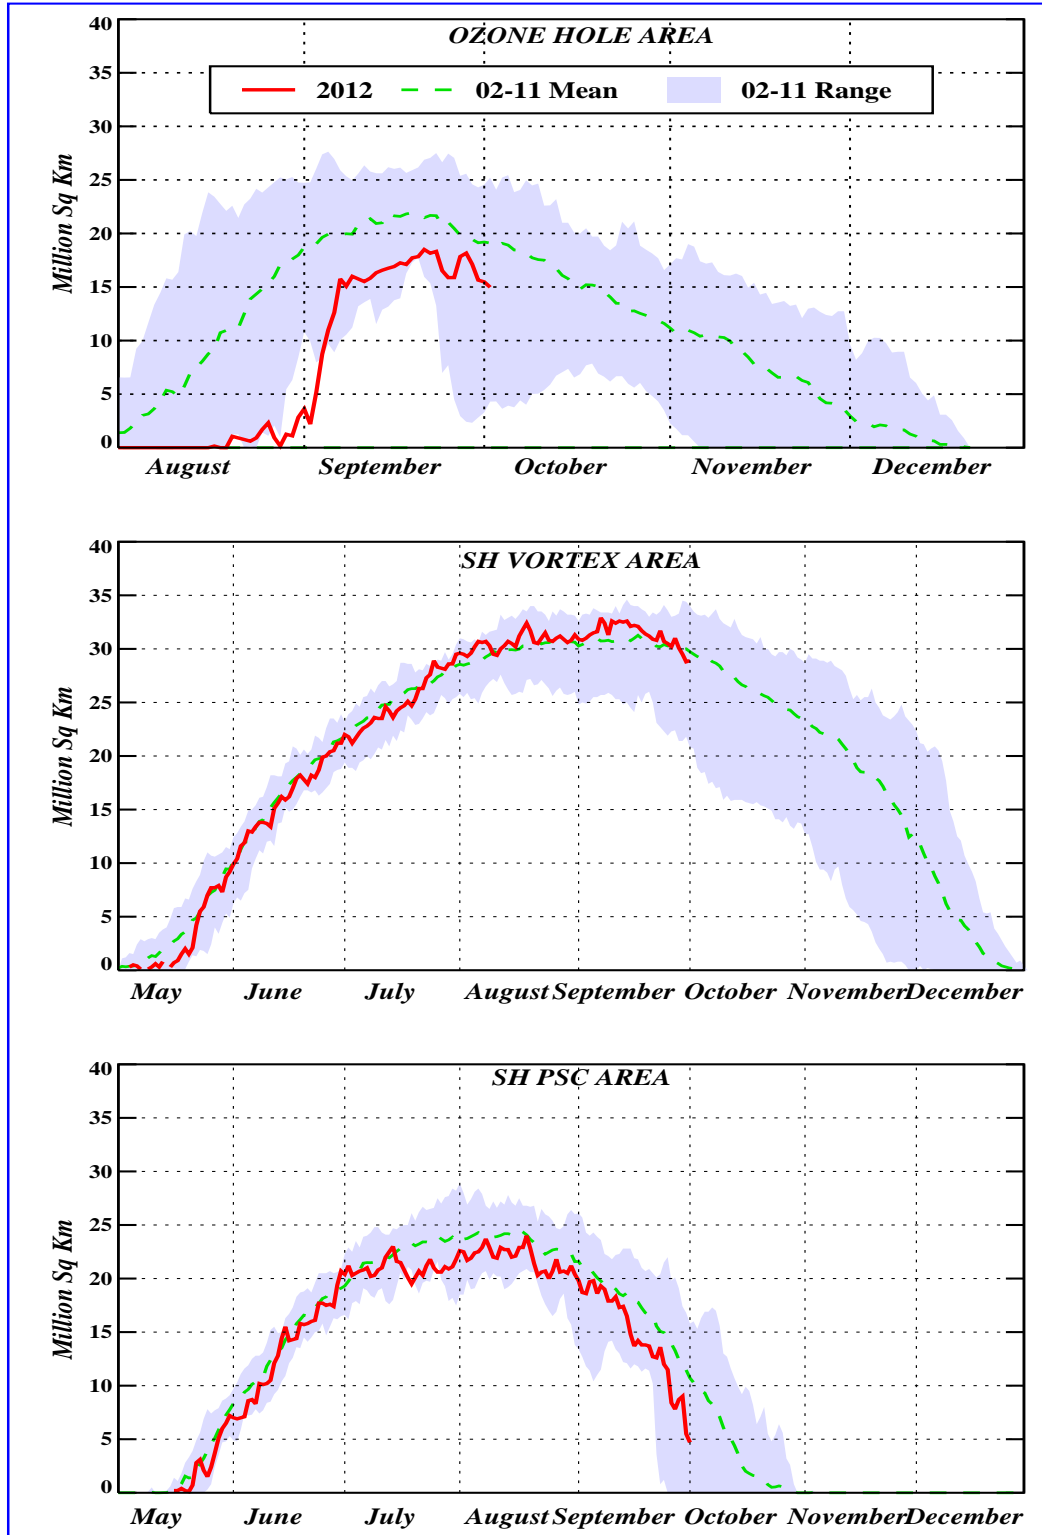 OZONE HOLE AREA
2012 02-11 Mean 02-11 Range
Million Sq Km
40
35
30
25
20
15
10
5
0
August September October November December
SH VORTEX AREA
Million Sq Km
40
35
30
25
20
15
10
5
0
May June July August September October November December
SH PSC AREA
Million Sq Km
40
35
30
25
20
15
10
5
0
May June July August September October November December